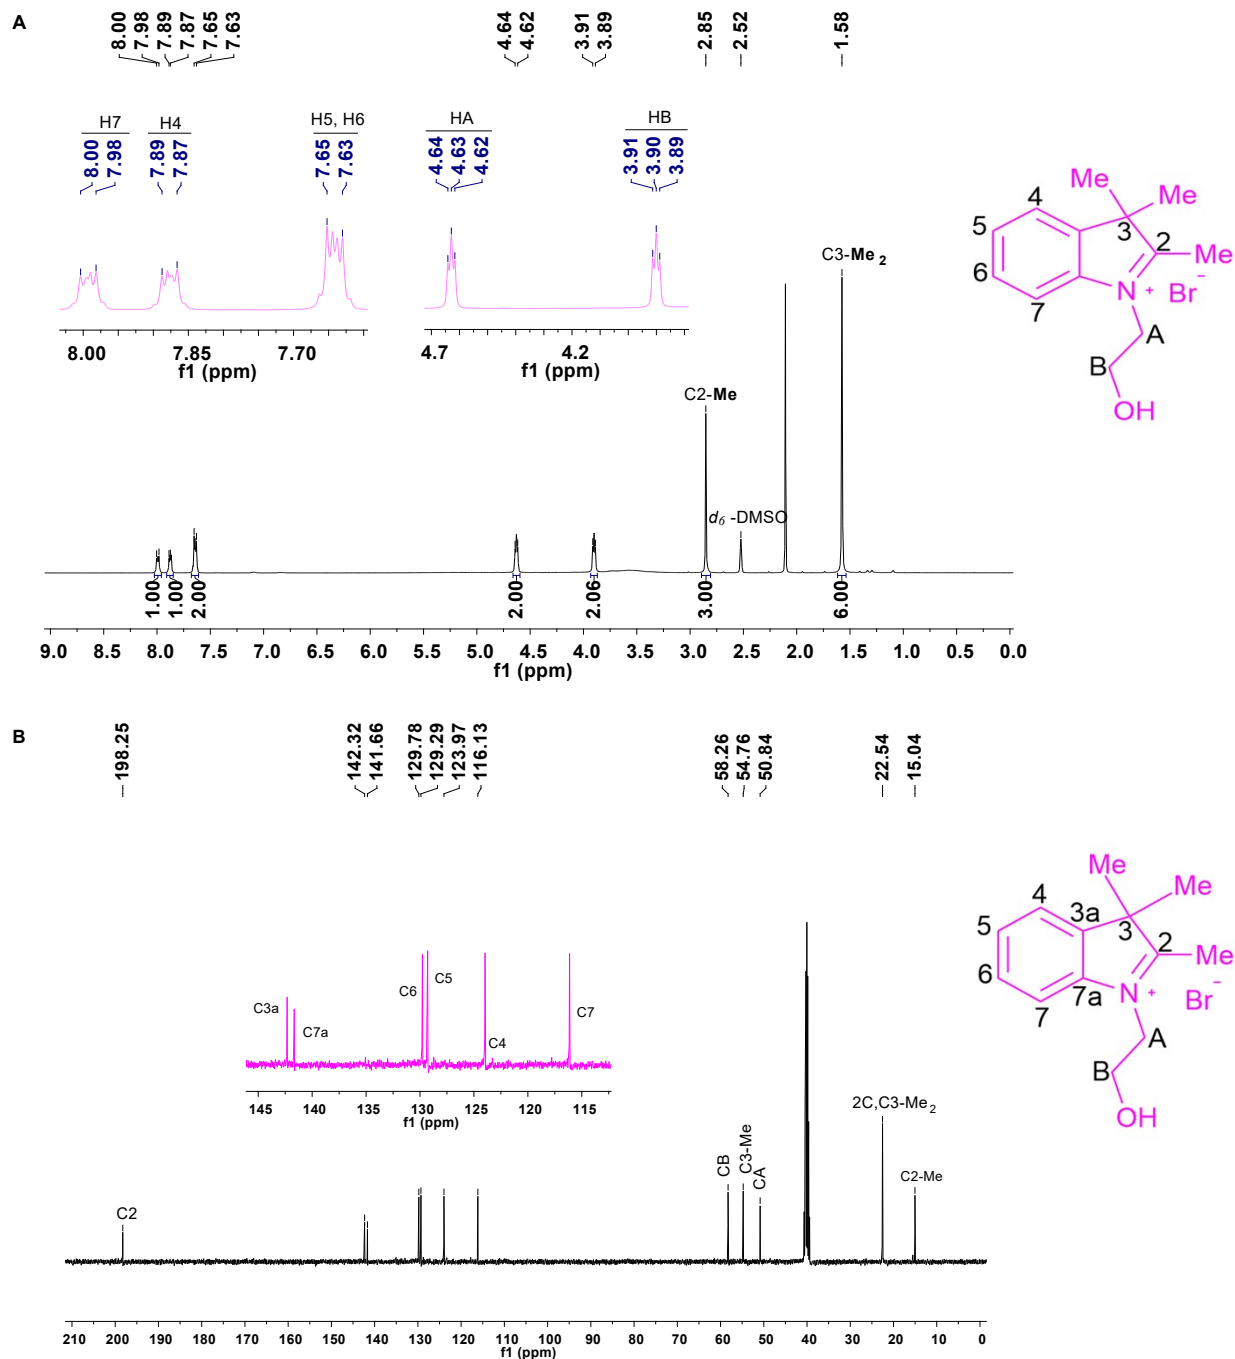 A
8.00
7.98
7.89
7.87
7.65
7.63
4.64
4.62
3.91
3.89
2.85
2.52
1.58
H7
H4
H5, H6
HA
HB
8.00
7.98
7.89
7.87
7.65
7.63
4.64
4.63
4.62
3.91
3.90
3.89
8.00 7.85 7.70
f1 (ppm)
4.7 4.2
f1 (ppm)
C2-Me
d6 -DMSO
C3-Me 2
1.00
1.00
2.00
2.00
2.06
3.00
6.00
9.0 8.5 8.0 7.5 7.0 6.5 6.0 5.5 5.0 4.5 4.0 3.5 3.0 2.5 2.0 1.5 1.0 0.5 0.0
f1 (ppm)
Me Me
4
5
3
2
6
Me
N + Br -
7
A
B
OH
B
198.25
142.32
141.66
129.78
129.29
123.97
116.13
58.26
54.76
50.84
22.54
15.04
C3a
C7a
C6
C5
C4
C7
145 140 135 130 125 120 115
f1 (ppm)
C2
CB
C3-Me
CA
2C,C3-Me2
C2-Me
210 200 190 180 170 160 150 140 130 120 110 100 90 80 70 60 50 40 30 20 10 0
f1 (ppm)
Me Me
4
3a
5
3
2
6
Me
7a
N + Br -
7
A
B
OH